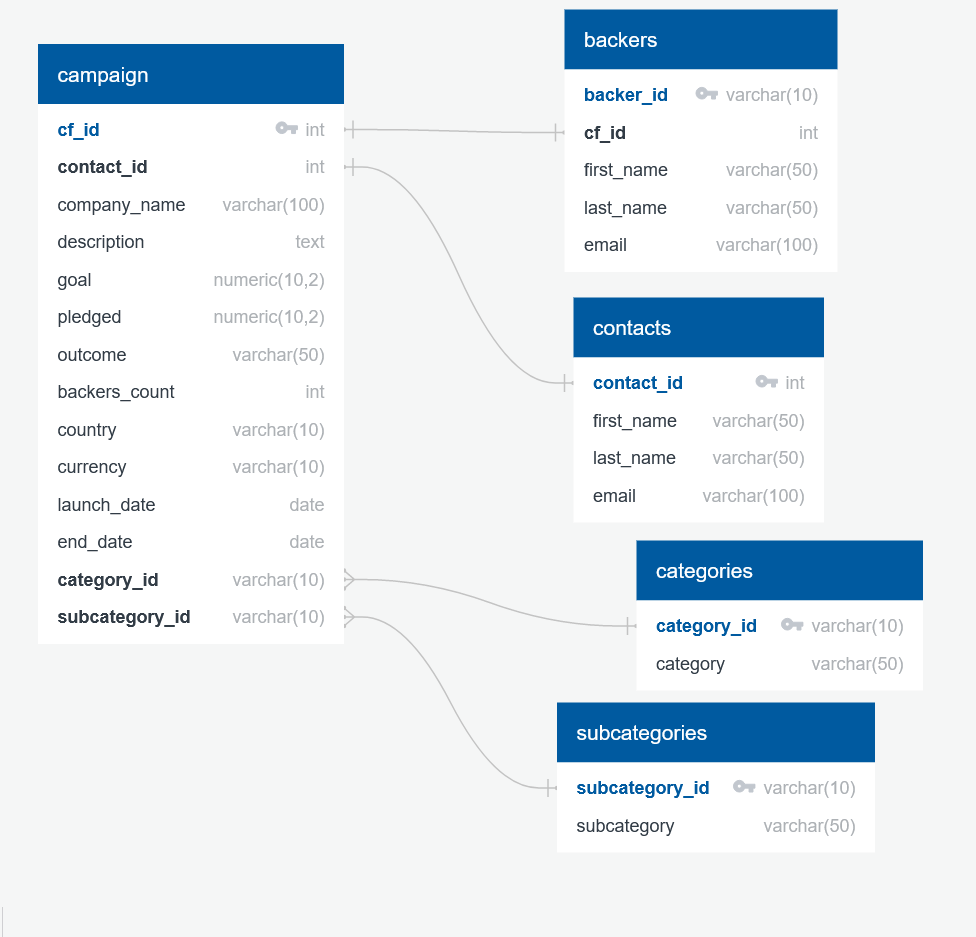 campaign
cf_id int
contact_id int
company_name varchar(100)
description text
goal numeric(10,2)
pledged numeric(10,2)
outcome varchar(50)
backers_count int
country varchar(10)
currency varchar(10)
launch_date date
end_date date
category_id varchar(10)
subcategory_id varchar(10)
backers
backer_id varchar(10)
cf_id int
first_name varchar(50)
last_name varchar(50)
email varchar(100)
contacts
contact_id int
first_name varchar(50)
last_name varchar(50)
email varchar(100)
categories
category_id varchar(10)
category varchar(50)
subcategories
subcategory_id varchar(10)
subcategory varchar(50)